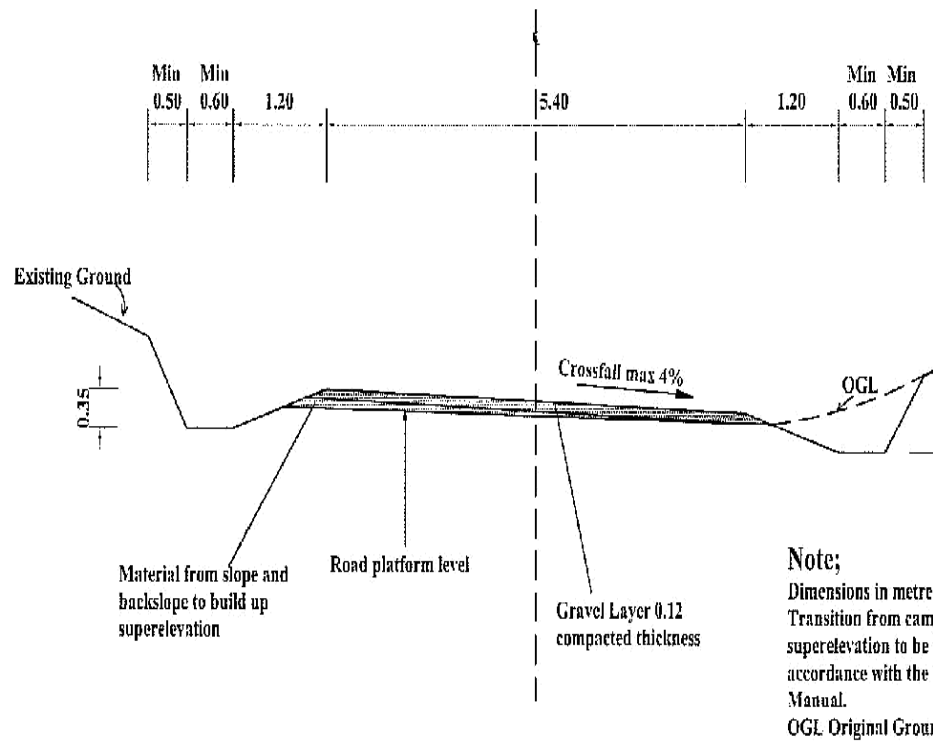 Min Min Min Min
0.50 0.60 1.20 5.40 1.20 0.60 0.50
Existing Ground
Crossfall max 4%
OGL
0.35
Material from slope and
backslope to build up
superelevation
Road platform level
Gravel Layer 0.12
compacted thickness
Note;
Dimensions in metre
Transition from cam
superelevation to be
accordance with the
Manual.
OGL Original Groun